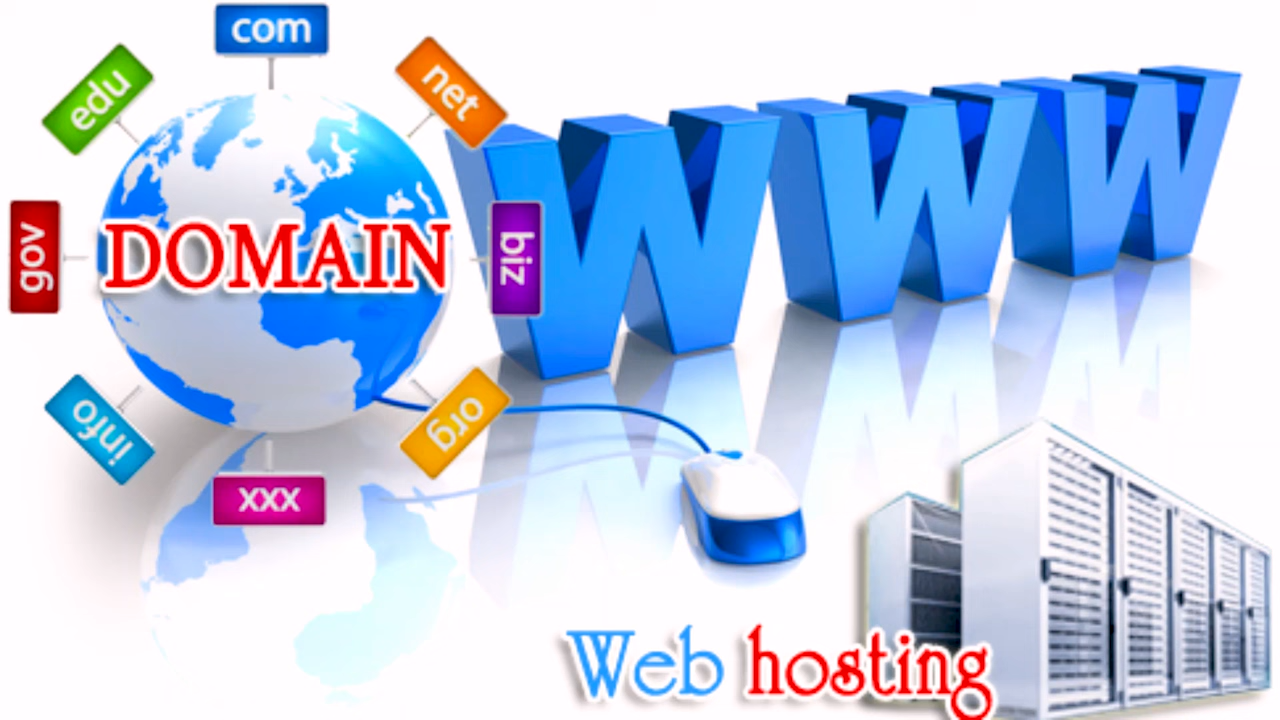 com
edu
net
gov
DOMAIN
biz
info
org
xxx
WWW
Web hosting